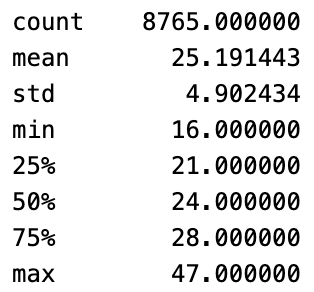 count    8765.000000
mean       25.191443
std         4.902434
min        16.000000
25%        21.000000
50%        24.000000
75%        28.000000
max        47.000000